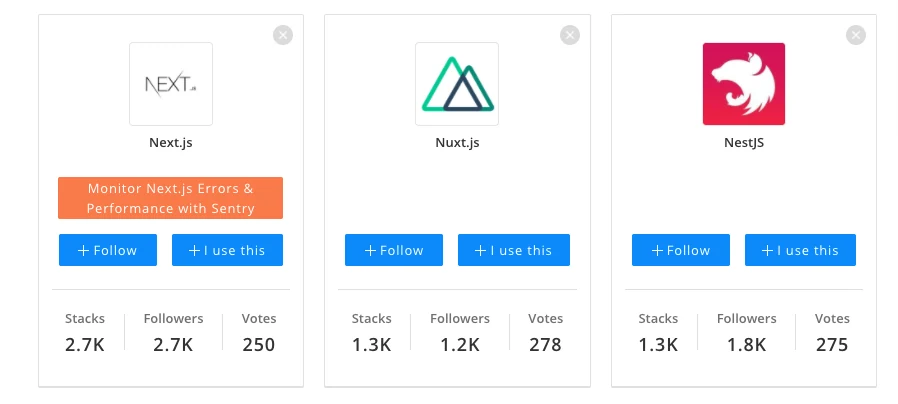 NEXT.JS
Next.js
Monitor Next.js Errors &
Performance with Sentry
+ Follow
+ I use this
Stacks
Followers
Votes
2.7K
2.7K
250
Nuxt.js
+ Follow
+ I use this
Stacks
Followers
Votes
1.3K
1.2K
278
NestJS
+ Follow
+ I use this
Stacks
Followers
Votes
1.3K
1.8K
275